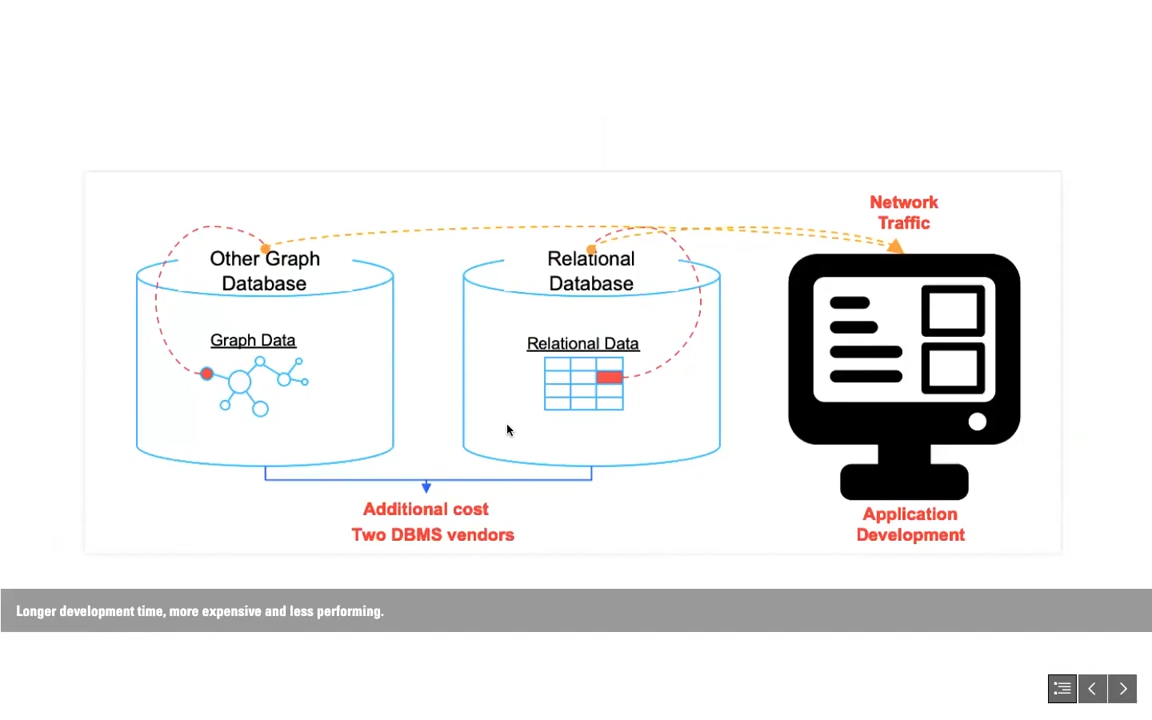 Network
Traffic
Other Graph
Database
Relational
Database
Graph Data
Relational Data
Additional cost
Two DBMS vendors
Application
Development
Longer development time, more expensive and less performing.